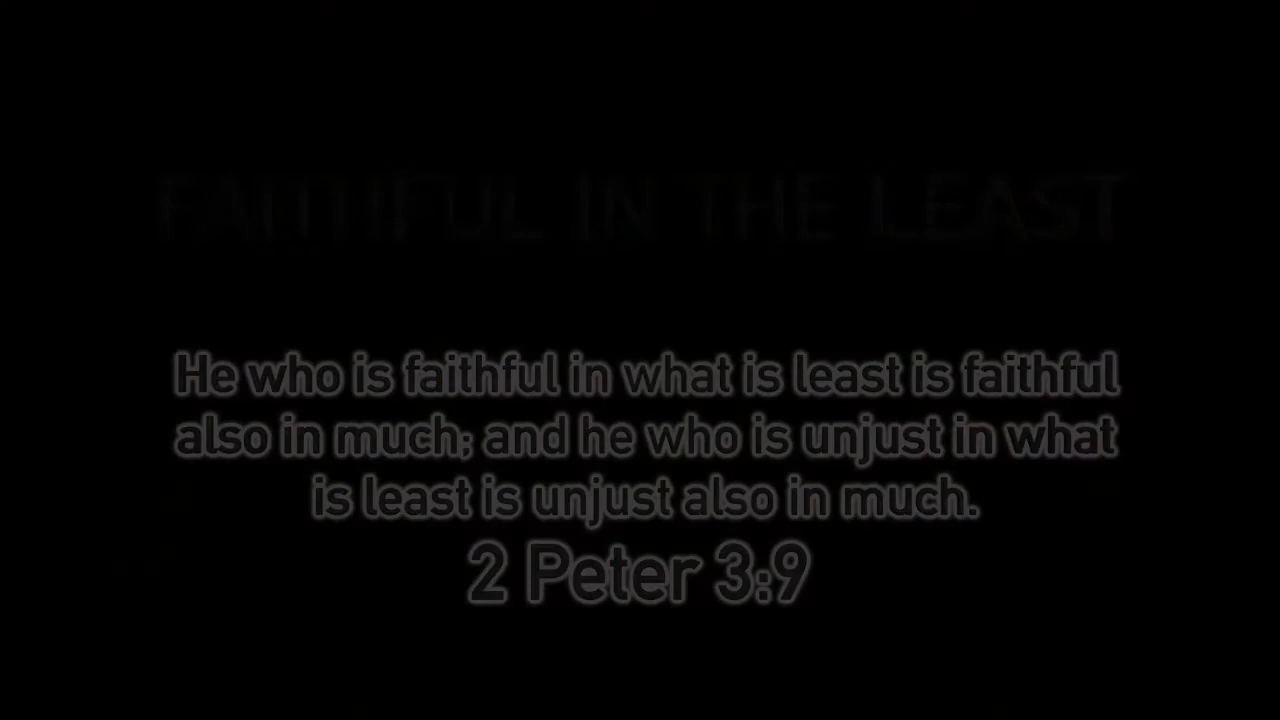 FAITHFUL IN THE LEAST
He who is faithful in what is least is faithful
also in much; and he who is unjust in what
is least is unjust also in much.
2 Peter 3:9